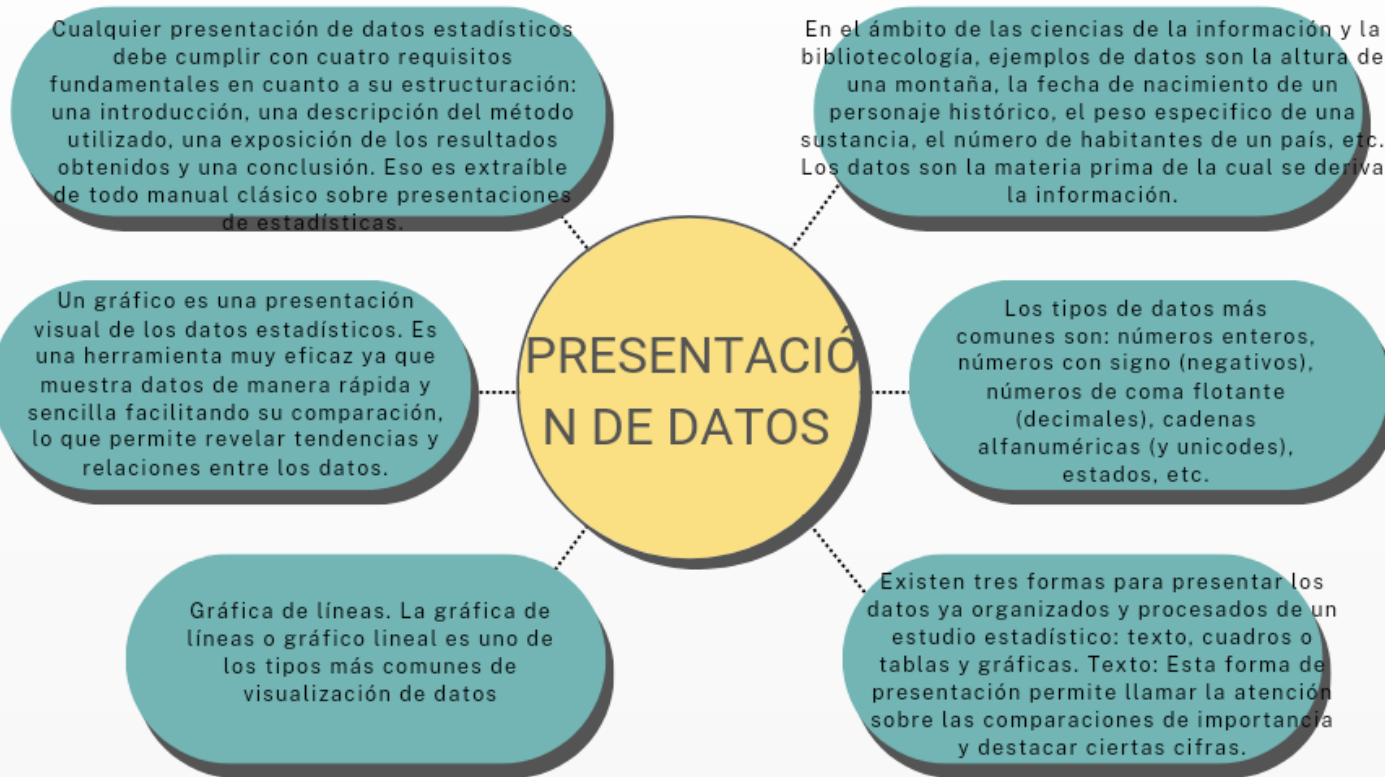 Cualquier presentación de datos estadísticos
debe cumplir con cuatro requisitos
fundamentales en cuanto a su estructuración:
una introducción, una descripción del método
utilizado, una exposición de los resultados
obtenidos y una conclusión. Eso es extraíble
de todo manual clásico sobre presentaciones
de estadísticas.
En el ámbito de las ciencias de la información y la
bibliotecología, ejemplos de datos son la altura de
una montaña, la fecha de nacimiento de un
personaje histórico, el peso especifico de una
sustancia, el número de habitantes de un país, etc.
Los datos son la materia prima de la cual se deriva
la información.
Un gráfico es una presentación
visual de los datos estadísticos. Es
una herramienta muy eficaz ya que
muestra datos de manera rápida y
sencilla facilitando su comparación,
lo que permite revelar tendencias y
relaciones entre los datos.
PRESENTACIÓ
N DE DATOS
Los tipos de datos más
comunes son: números enteros,
números con signo (negativos),
números de coma flotante
(decimales), cadenas
alfanuméricas (y unicodes),
estados, etc.
Gráfica de líneas. La gráfica de
líneas o gráfico lineal es uno de
los tipos más comunes de
visualización de datos
Existen tres formas para presentar los
datos ya organizados y procesados de un
estudio estadístico: texto, cuadros o
tablas y gráficas. Texto: Esta forma de
presentación permite llamar la atención
sobre las comparaciones de importancia
y destacar ciertas cifras.